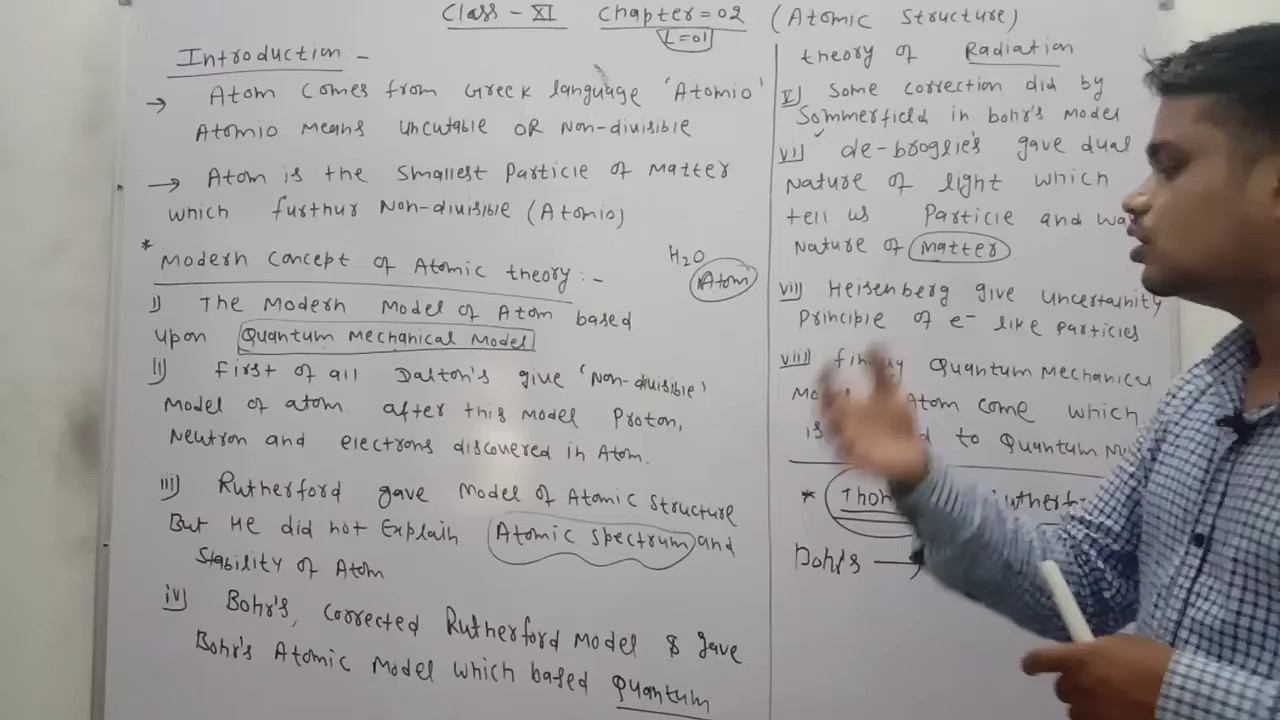 Class - XI Chapter = 02 (Atomic Structure)
L = 01
Introduction :-
→ Atom comes from Greek language 'Atomio'
Atomio means uncutable OR Non-divisible
→ Atom is the smallest particle of matter
which furthur Non-divisible (Atomio)
* Modern concept of Atomic theory :-
H₂O
Atom
i) The Modern Model of Atom based
upon Quantum Mechanical Model
ii) First of all Dalton's give 'Non-divisible'
Model of atom after this model Proton,
Neutron and electrons discovered in Atom.
iii) Rutherford gave Model of Atomic structure
But He did not Explain Atomic spectrum and
Stability of Atom
iv) Bohr's, corrected Rutherford model & gave
Bohr's Atomic Model which based Quantum
theory of Radiation
v) Some correction did by
Sommerfield in bohr's model
vi) de-broglie's gave dual
Nature of light which
tell us Particle and
Nature of matter
vii) Heisenberg give uncertainity
Principle of e⁻ like particles
viii) Quantum Mechanical
Atom come which
is to Quantum
*
Bohr's →